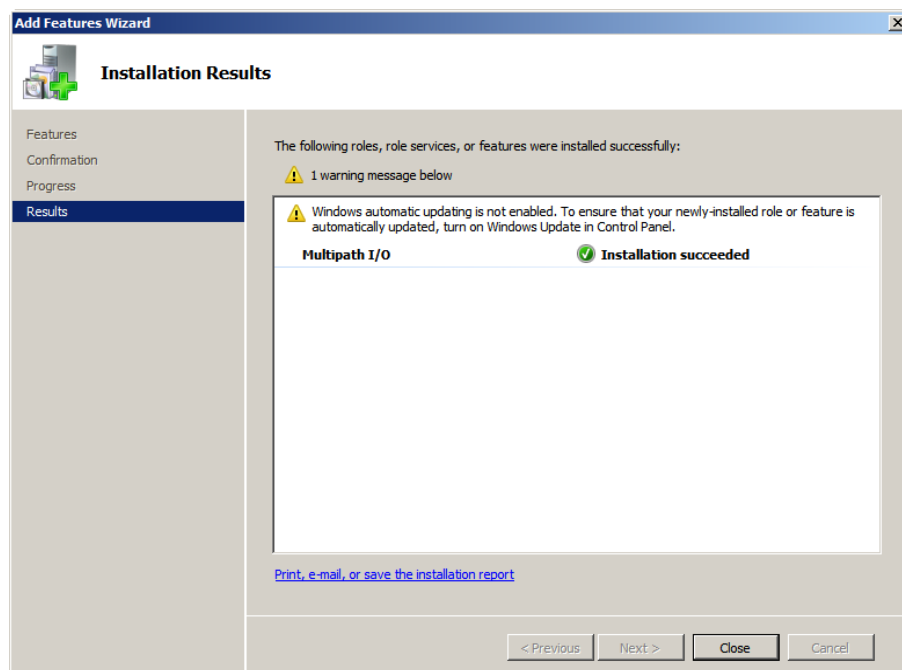 Add Features Wizard
Installation Results
Features
Confirmation
Progress
Results
The following roles, role services, or features were installed successfully:
1 warning message below
Windows automatic updating is not enabled. To ensure that your newly-installed role or feature is
automatically updated, turn on Windows Update in Control Panel.
Multipath I/O Installation succeeded
Print, e-mail, or save the installation report
< Previous Next > Close Cancel